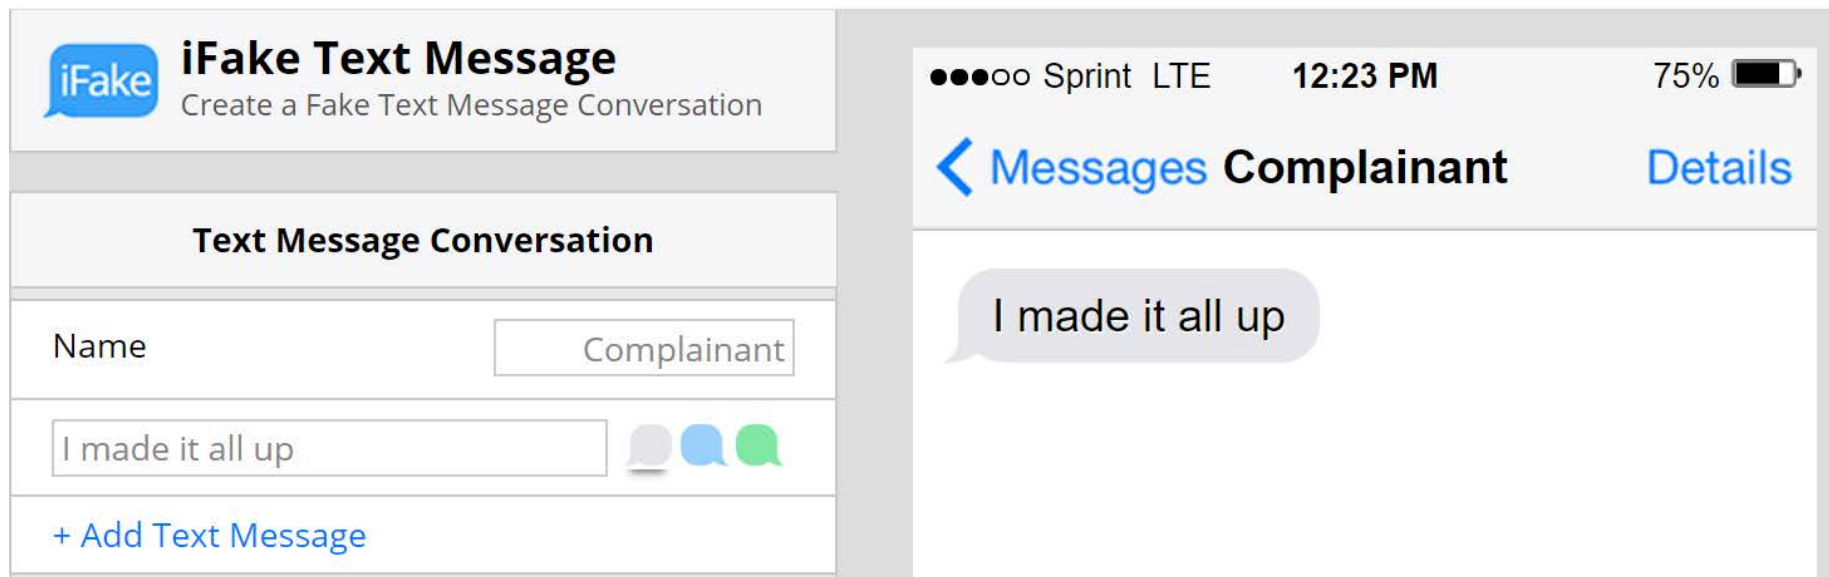 iFake
iFake Text Message
Create a Fake Text Message Conversation
Text Message Conversation
Name
Complainant
I made it all up
+ Add Text Message
Sprint LTE 12:23 PM 75%
Messages Complainant Details
I made it all up